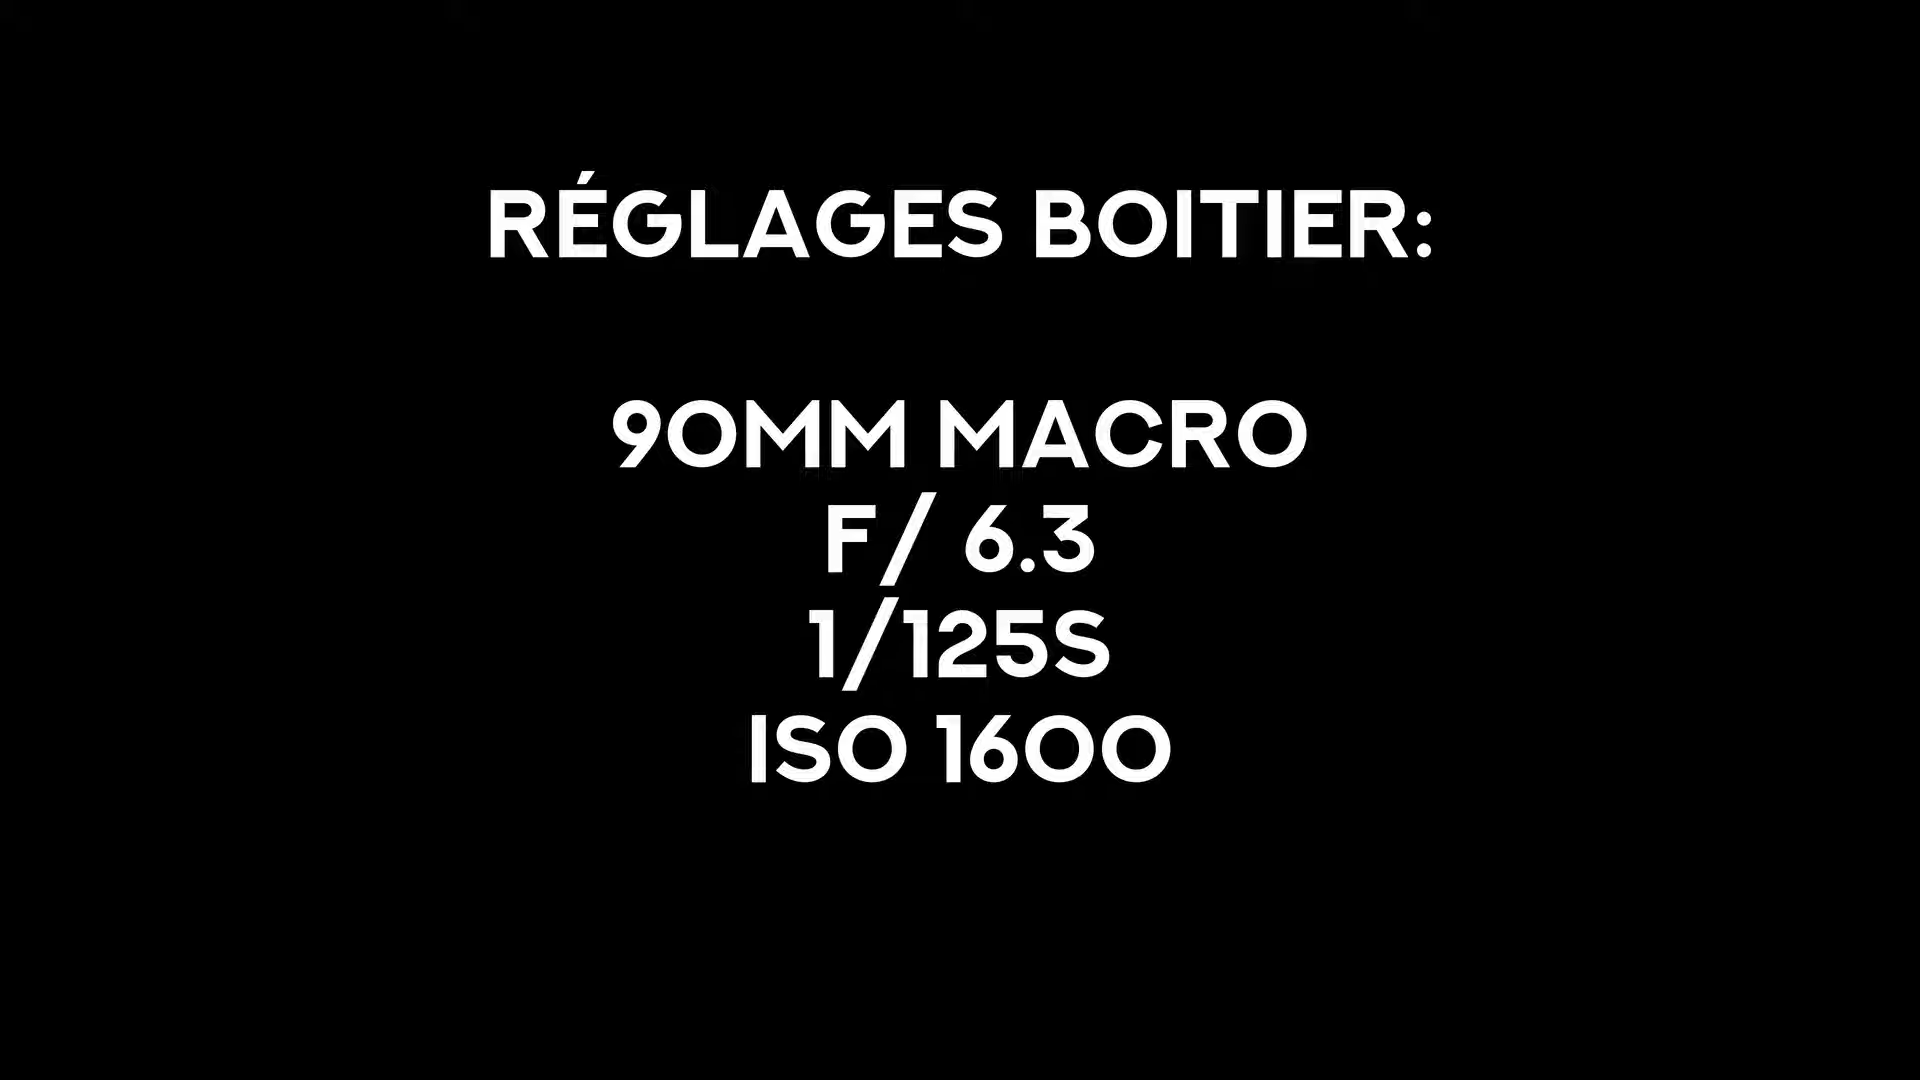 RÉGLAGES BOITIER:
90MM MACRO
F/ 6.3
1/125S
ISO 1600